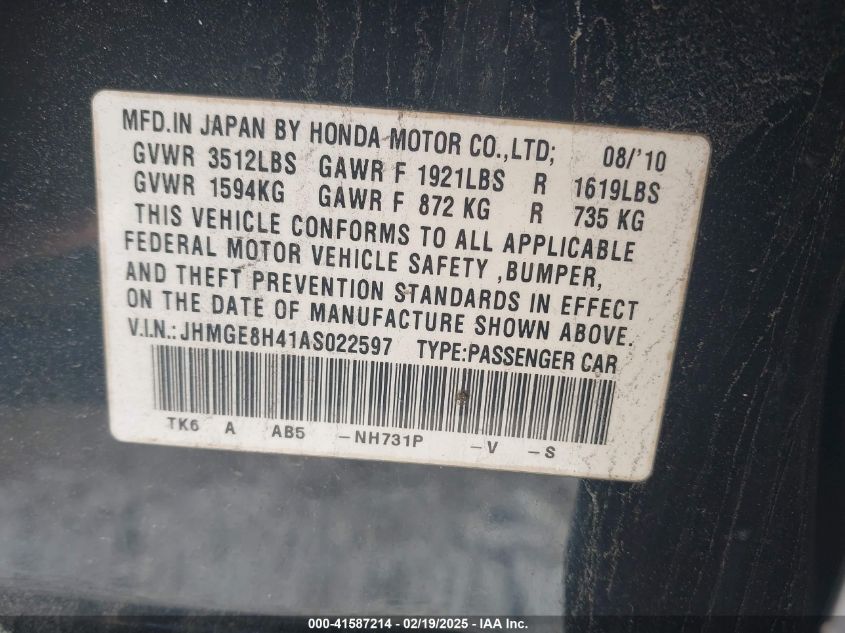 MFD.IN JAPAN BY HONDA MOTOR CO.,LTD; 08/'10
GVWR 3512LBS GAWR F 1921LBS R 1619LBS
GVWR 1594KG GAWR F 872 KG R 735 KG
THIS VEHICLE CONFORMS TO ALL APPLICABLE
FEDERAL MOTOR VEHICLE SAFETY ,BUMPER,
AND THEFT PREVENTION STANDARDS IN EFFECT
ON THE DATE OF MANUFACTURE SHOWN ABOVE.
V.I.N.: JHMGE8H41AS022597 TYPE:PASSENGER CAR
TK6 A AB5 -NH731P -V -S
000-41587214 - 02/19/2025 - IAA Inc.